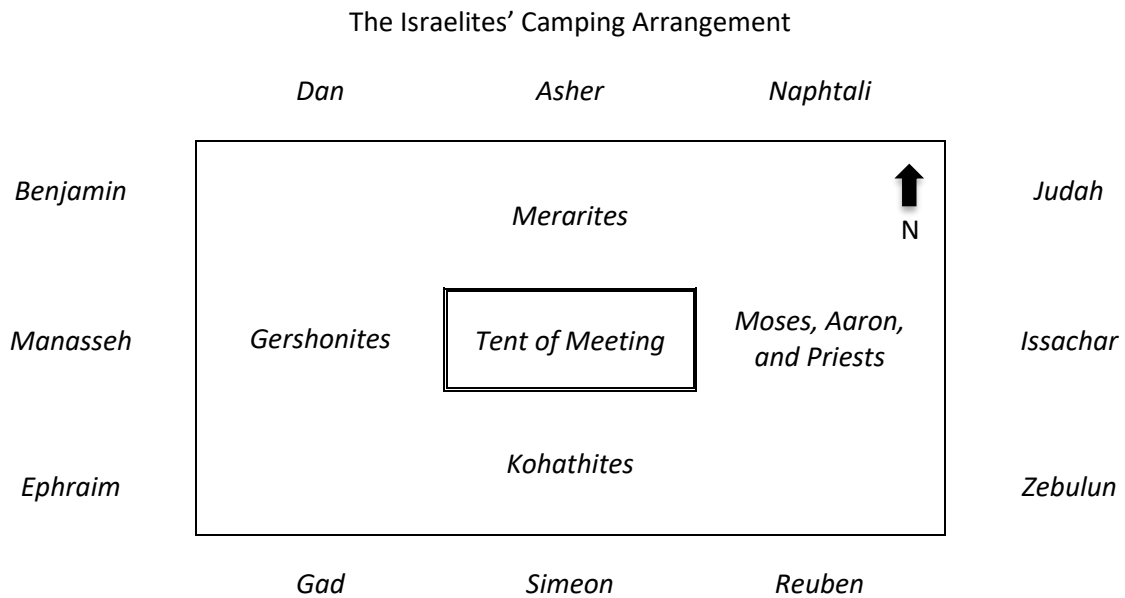 The Israelites’ Camping Arrangement
Dan Asher Naphtali
Benjamin Judah
Merarites
N
Manasseh Gershonites Tent of Meeting Moses, Aaron,
and Priests Issachar
Kohathites
Ephraim Zebulun
Gad Simeon Reuben